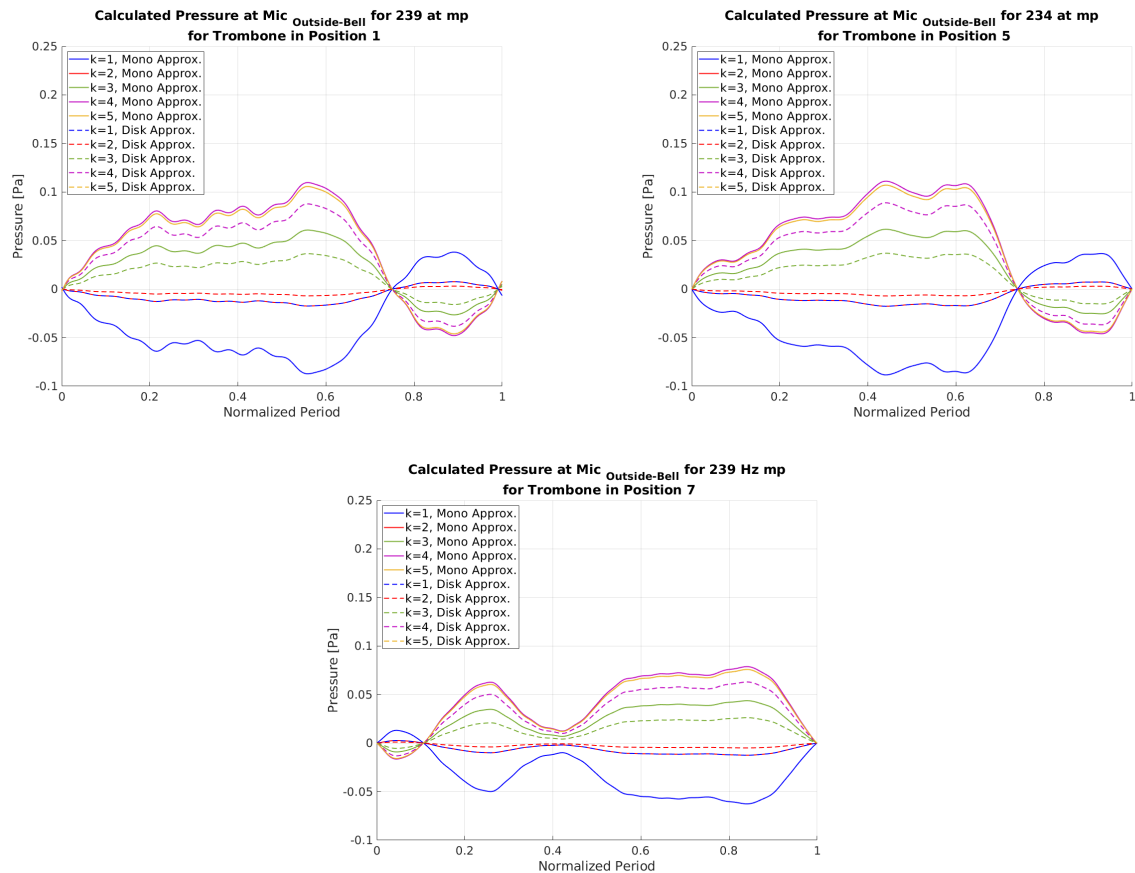 Calculated Pressure at Mic Outside-Bell for 239 at mp
for Trombone in Position 1
0.25
0.2
0.15
0.1
0.05
0
-0.05
-0.1
Pressure [Pa]
k=1, Mono Approx.
k=2, Mono Approx.
k=3, Mono Approx.
k=4, Mono Approx.
k=5, Mono Approx.
k=1, Disk Approx.
k=2, Disk Approx.
k=3, Disk Approx.
k=4, Disk Approx.
k=5, Disk Approx.
0 0.2 0.4 0.6 0.8 1
Normalized Period
Calculated Pressure at Mic Outside-Bell for 234 at mp
for Trombone in Position 5
0.25
0.2
0.15
0.1
0.05
0
-0.05
-0.1
Pressure [Pa]
k=1, Mono Approx.
k=2, Mono Approx.
k=3, Mono Approx.
k=4, Mono Approx.
k=5, Mono Approx.
k=1, Disk Approx.
k=2, Disk Approx.
k=3, Disk Approx.
k=4, Disk Approx.
k=5, Disk Approx.
0 0.2 0.4 0.6 0.8 1
Normalized Period
Calculated Pressure at Mic Outside-Bell for 239 Hz mp
for Trombone in Position 7
0.25
0.2
0.15
0.1
0.05
0
-0.05
-0.1
Pressure [Pa]
k=1, Mono Approx.
k=2, Mono Approx.
k=3, Mono Approx.
k=4, Mono Approx.
k=5, Mono Approx.
k=1, Disk Approx.
k=2, Disk Approx.
k=3, Disk Approx.
k=4, Disk Approx.
k=5, Disk Approx.
0 0.2 0.4 0.6 0.8 1
Normalized Period